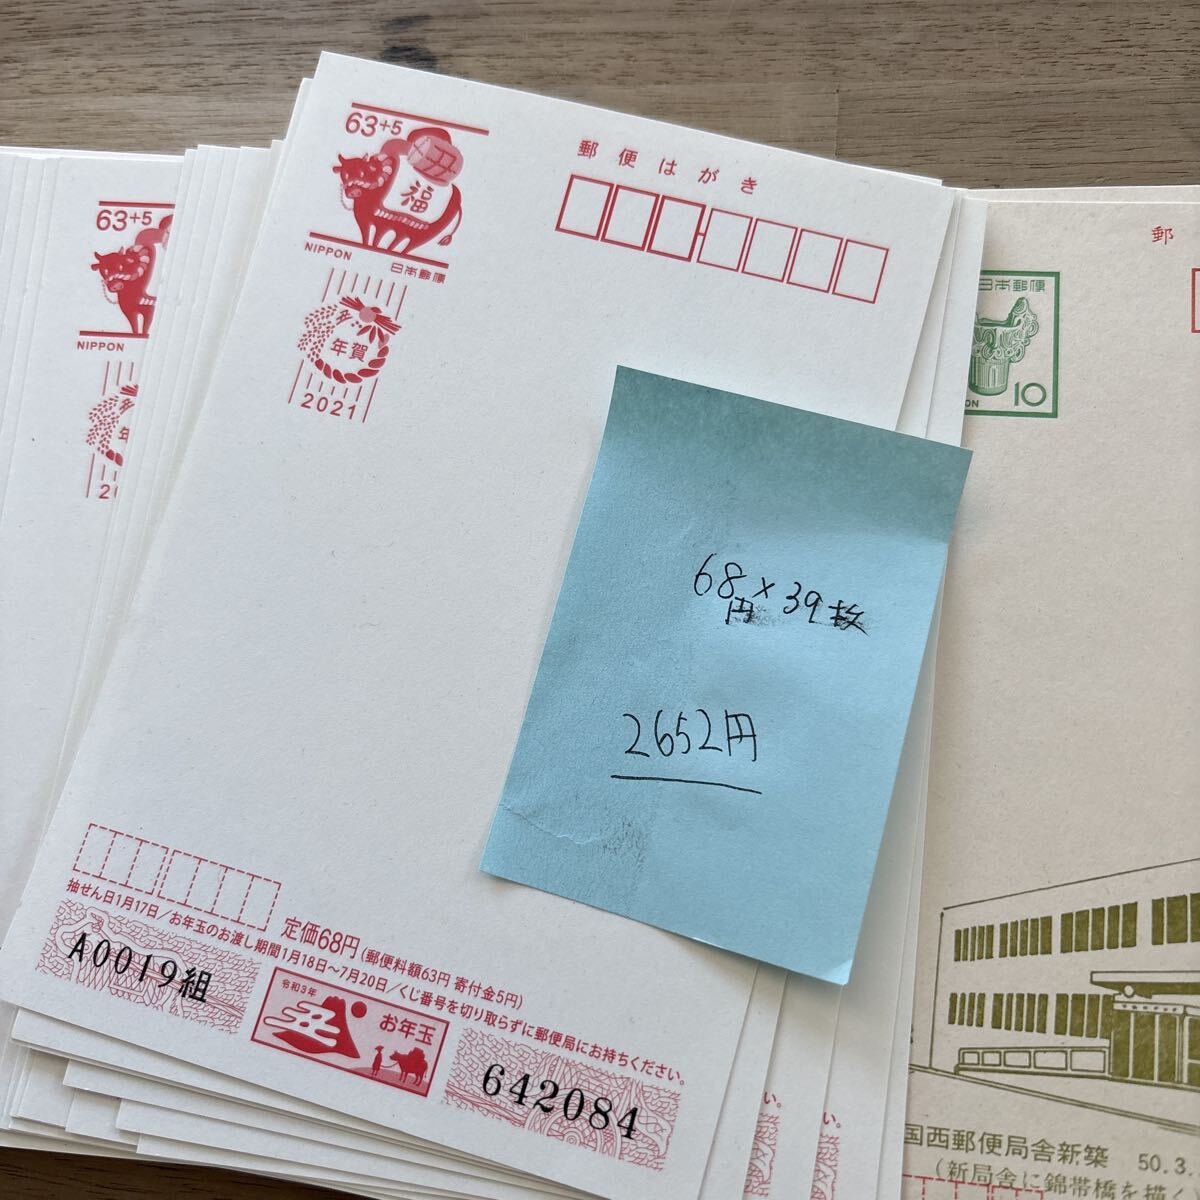 63+5
丑
福
NIPPON
日本郵便
年賀
2021
郵便はがき
63+5
NIPPON
年
郵
日本郵便
10
68円×39枚
2652円
定価68円(郵便料額63円 寄付金5円)
抽せん日1月17日/お年玉のお渡し期間1月18日〜7月20日/くじ番号を切り取らずに郵便局にお持ちください。
A0019組
令和3年
お年玉
642084
国西郵便局舎新築 50.3.
(新局舎に錦帯橋を描く